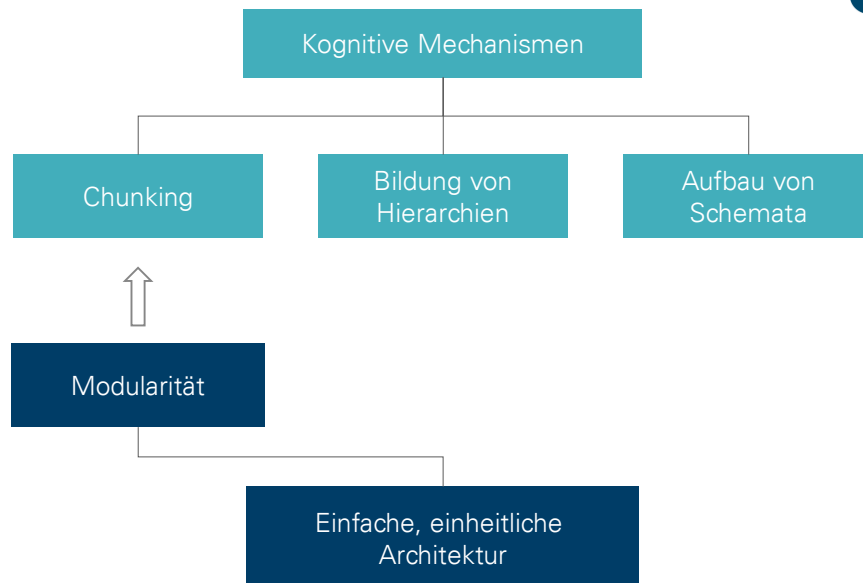 Kognitive Mechanismen
Chunking
Bildung von
Hierarchien
Aufbau von
Schemata
Modularität
Einfache, einheitliche
Architektur